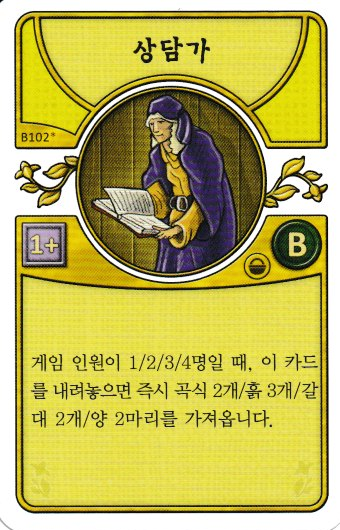 상담가
B102*
1+
B
게임 인원이 1/2/3/4명일 때, 이 카드
를 내려놓으면 즉시 곡식 2개/흙 3개/갈
대 2개/양 2마리를 가져옵니다.